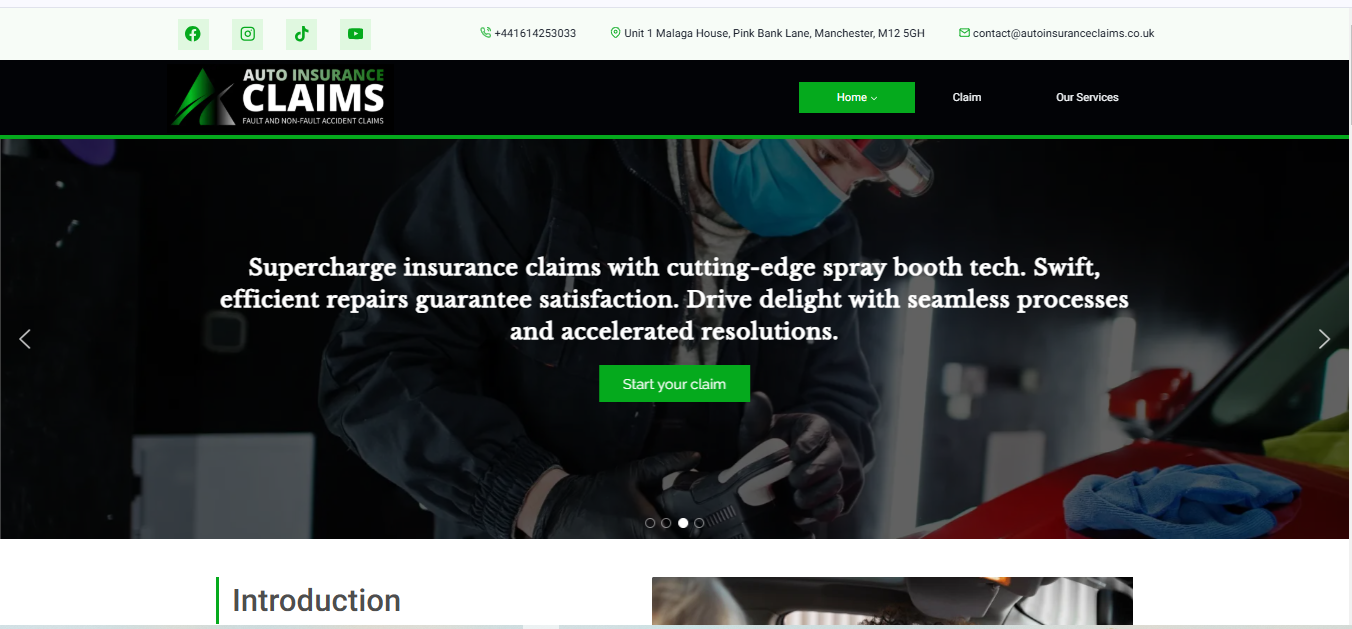 +441614253033
Unit 1 Malaga House, Pink Bank Lane, Manchester, M12 5GH
contact@autoinsuranceclaims.co.uk
AUTO INSURANCE
CLAIMS
FAULT AND NON-FAULT ACCIDENT CLAIMS
Home
Claim
Our Services
Supercharge insurance claims with cutting-edge spray booth tech. Swift,
efficient repairs guarantee satisfaction. Drive delight with seamless processes
and accelerated resolutions.
Start your claim
Introduction